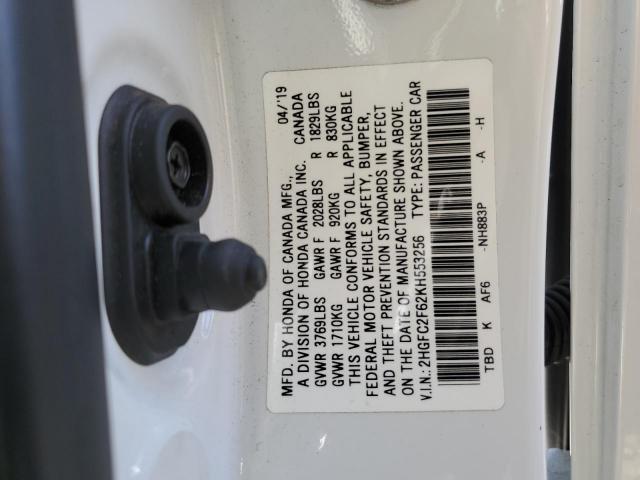 MFD. BY HONDA OF CANADA MFG., 04/'19
A DIVISION OF HONDA CANADA INC. CANADA
GVWR 3769LBS GAWR F 2028LBS R 1829LBS
GVWR 1710KG GAWR F 920KG R 830KG
THIS VEHICLE CONFORMS TO ALL APPLICABLE
FEDERAL MOTOR VEHICLE SAFETY, BUMPER,
AND THEFT PREVENTION STANDARDS IN EFFECT
ON THE DATE OF MANUFACTURE SHOWN ABOVE.
V.I.N.: 2HGFC2F62KH553256 TYPE: PASSENGER CAR
TBD K AF6 -NH883P -A -H